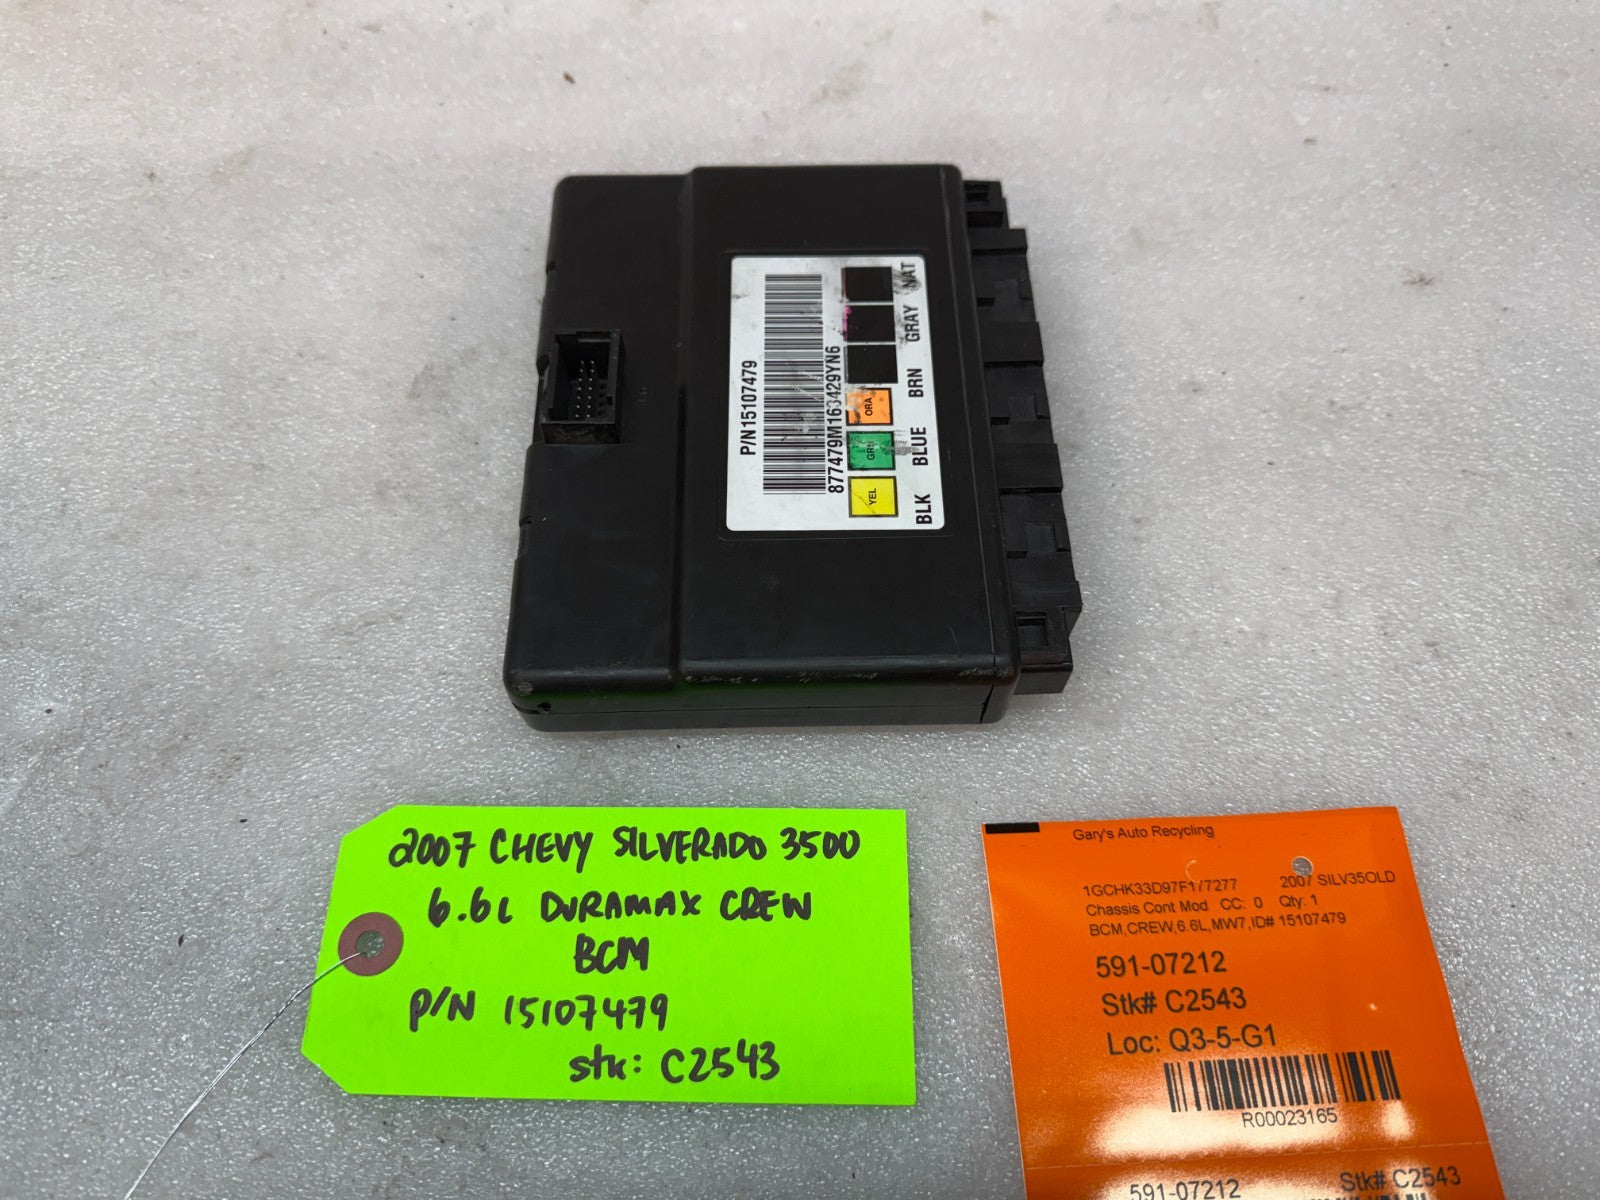 P/N15107479
877479M163429YN6
YEL GRN ORA
BLK BLUE BRN GRAY NAT
2007 CHEVY SILVERADO 3500
6.6L DURAMAX CREW
BCM
P/N 15107479
stk: C2543
Gary's Auto Recycling
1GCHK33D97F177277 2007 SILV35OLD
Chassis Cont Mod CC: 0 Qty: 1
BCM,CREW,6.6L,MW7,ID# 15107479
591-07212
Stk# C2543
Loc: Q3-5-G1
R00023165
591-07212 Stk# C2543